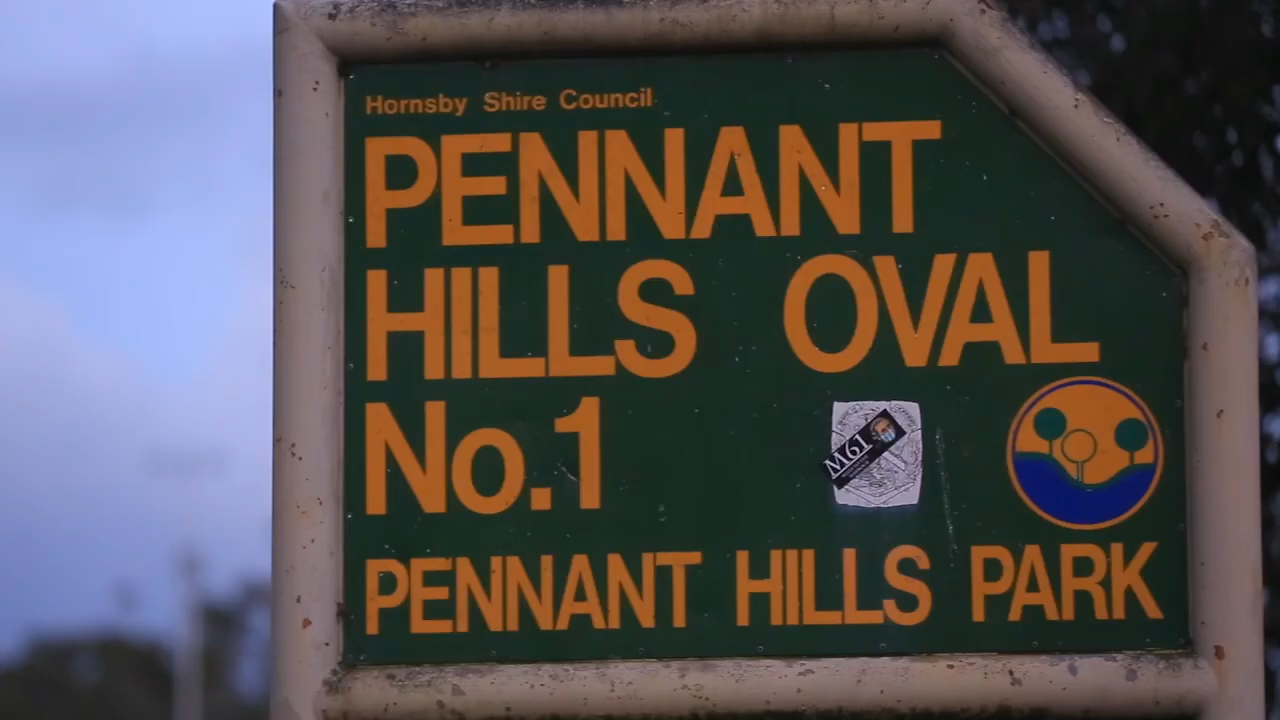 Hornsby Shire Council
PENNANT
HILLS OVAL
No.1
M61
PENNANT HILLS PARK